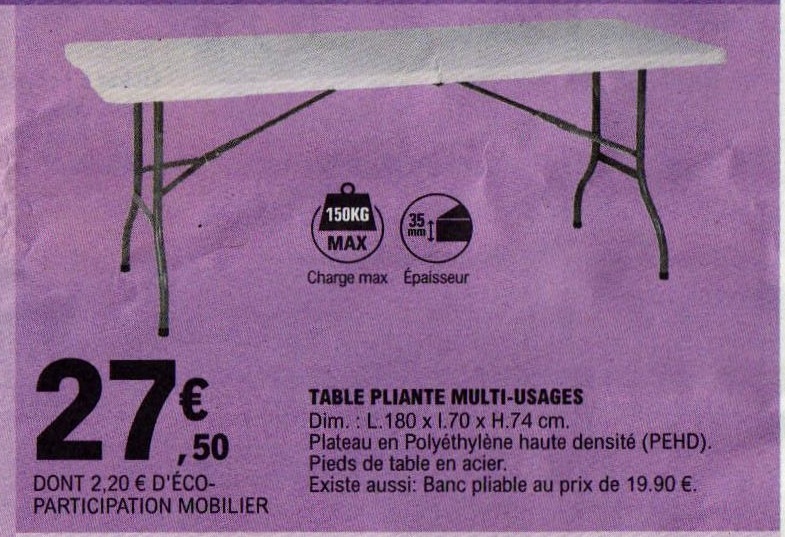 150KG
MAX
Charge max
35
mm
Épaisseur
27€,50
DONT 2,20 € D'ÉCO-
PARTICIPATION MOBILIER
TABLE PLIANTE MULTI-USAGES
Dim. : L.180 x l.70 x H.74 cm.
Plateau en Polyéthylène haute densité (PEHD).
Pieds de table en acier.
Existe aussi: Banc pliable au prix de 19.90 €.